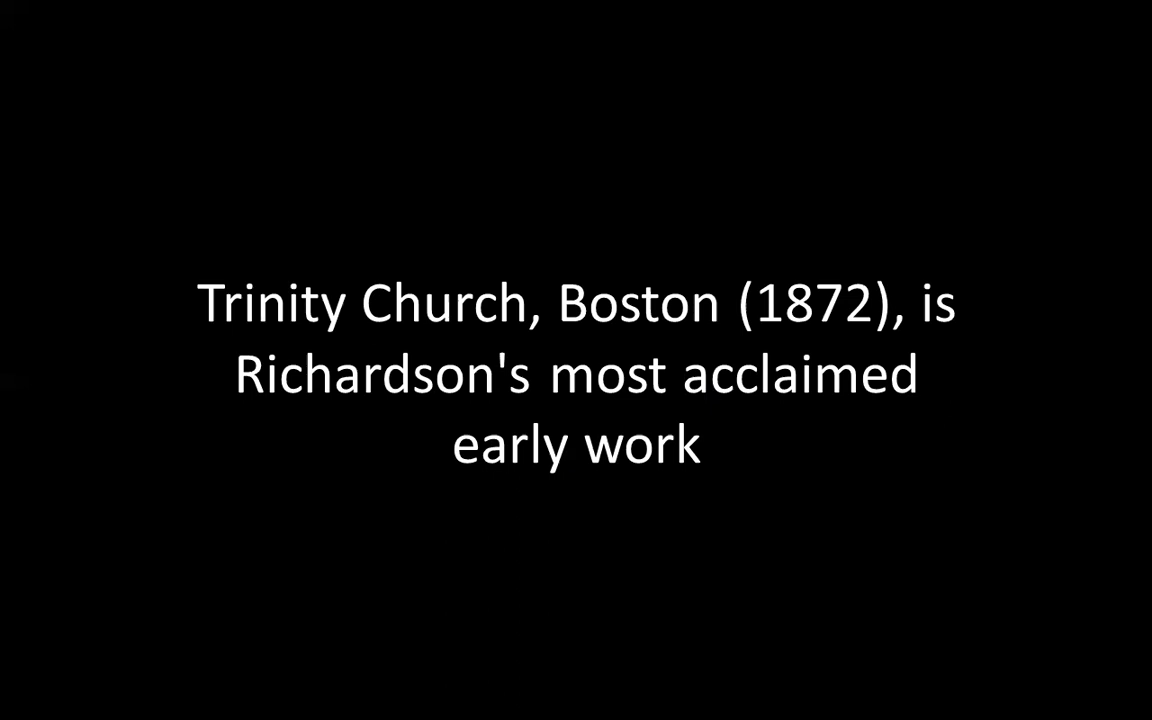 Trinity Church, Boston (1872), is
Richardson's most acclaimed
early work